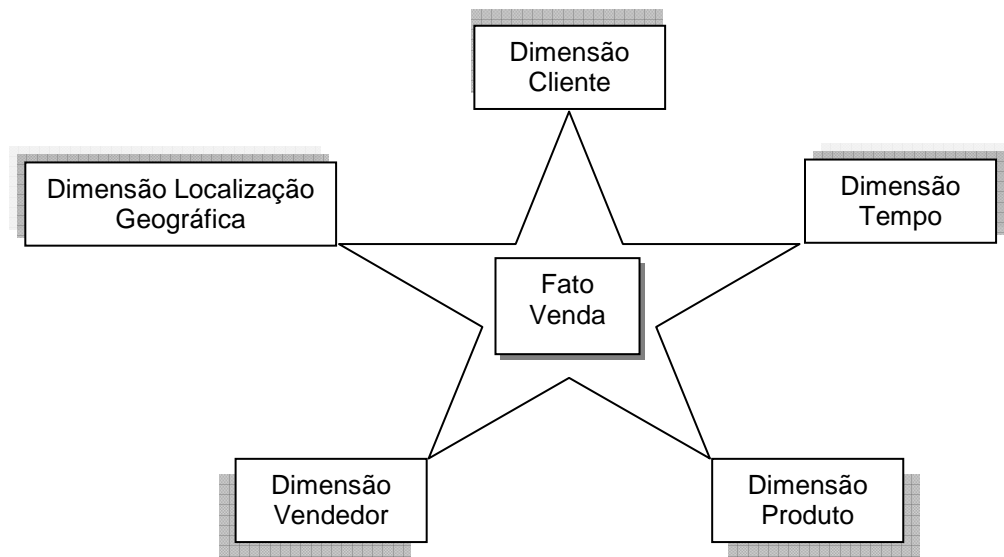 Dimensão
Cliente
Dimensão Localização
Geográfica
Dimensão
Tempo
Fato
Venda
Dimensão
Vendedor
Dimensão
Produto